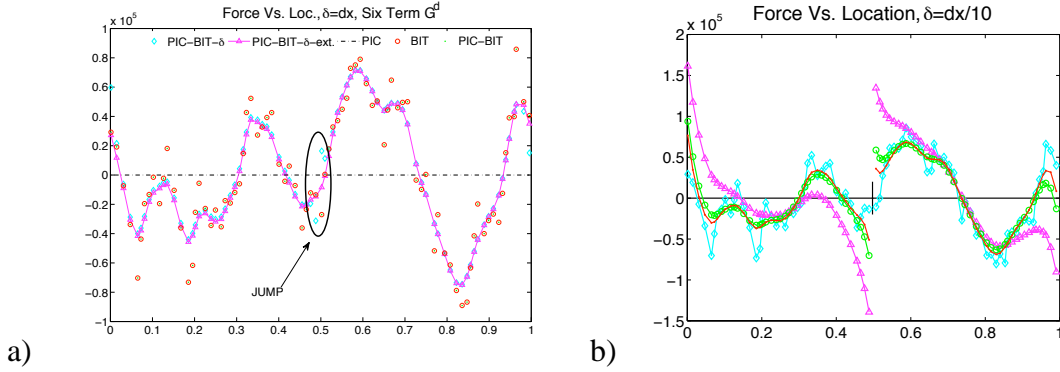 Force Vs. Loc., δ=dx, Six Term G^d
x 10^5
PIC−BIT−δ PIC−BIT−δ−ext. PIC BIT PIC−BIT
1
0.8
0.6
0.4
0.2
0
−0.2
−0.4
−0.6
−0.8
−1
JUMP
0 0.1 0.2 0.3 0.4 0.5 0.6 0.7 0.8 0.9 1
a)
Force Vs. Location, δ=dx/10
x 10^5
2
1.5
1
0.5
0
−0.5
−1
−1.5
0 0.2 0.4 0.6 0.8 1
b)